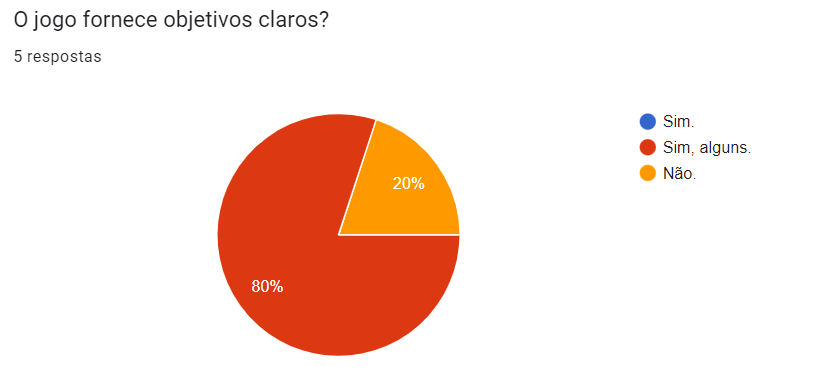 O jogo fornece objetivos claros?
5 respostas
Sim.
Sim, alguns.
Não.
20%
80%